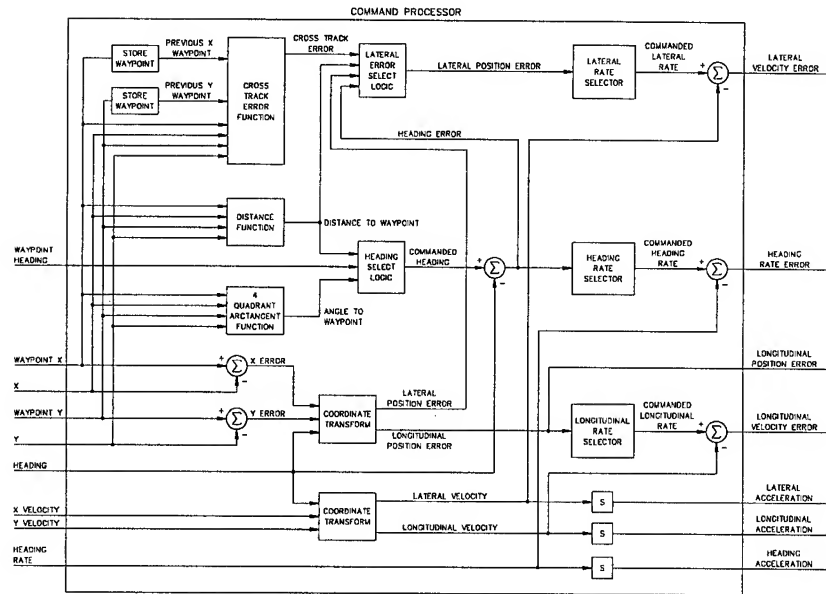 COMMAND PROCESSOR
STORE
WAYPOINT
PREVIOUS X
WAYPOINT
STORE
WAYPOINT
PREVIOUS Y
WAYPOINT
CROSS
TRACK
ERROR
FUNCTION
CROSS TRACK
ERROR
LATERAL
ERROR
SELECT
LOGIC
LATERAL POSITION ERROR
LATERAL
RATE
SELECTOR
COMMANDED
LATERAL
RATE
+
Σ
-
LATERAL
VELOCITY ERROR
HEADING ERROR
DISTANCE
FUNCTION
DISTANCE TO WAYPOINT
WAYPOINT
HEADING
HEADING
SELECT
LOGIC
COMMANDED
HEADING
+
Σ
-
HEADING
RATE
SELECTOR
COMMANDED
HEADING
RATE
+
Σ
-
HEADING
RATE ERROR
4
QUADRANT
ARCTANGENT
FUNCTION
ANGLE TO
WAYPOINT
WAYPOINT X
+
Σ
-
X ERROR
X
WAYPOINT Y
+
Σ
-
Y ERROR
Y
COORDINATE
TRANSFORM
LATERAL
POSITION ERROR
LONGITUDINAL
POSITION ERROR
LONGITUDINAL
POSITION ERROR
LONGITUDINAL
RATE
SELECTOR
COMMANDED
LONGITUDINAL
RATE
+
Σ
-
LONGITUDINAL
VELOCITY ERROR
HEADING
X VELOCITY
Y VELOCITY
COORDINATE
TRANSFORM
LATERAL VELOCITY
LONGITUDINAL VELOCITY
S
LATERAL
ACCELERATION
S
LONGITUDINAL
ACCELERATION
HEADING
RATE
S
HEADING
ACCELERATION